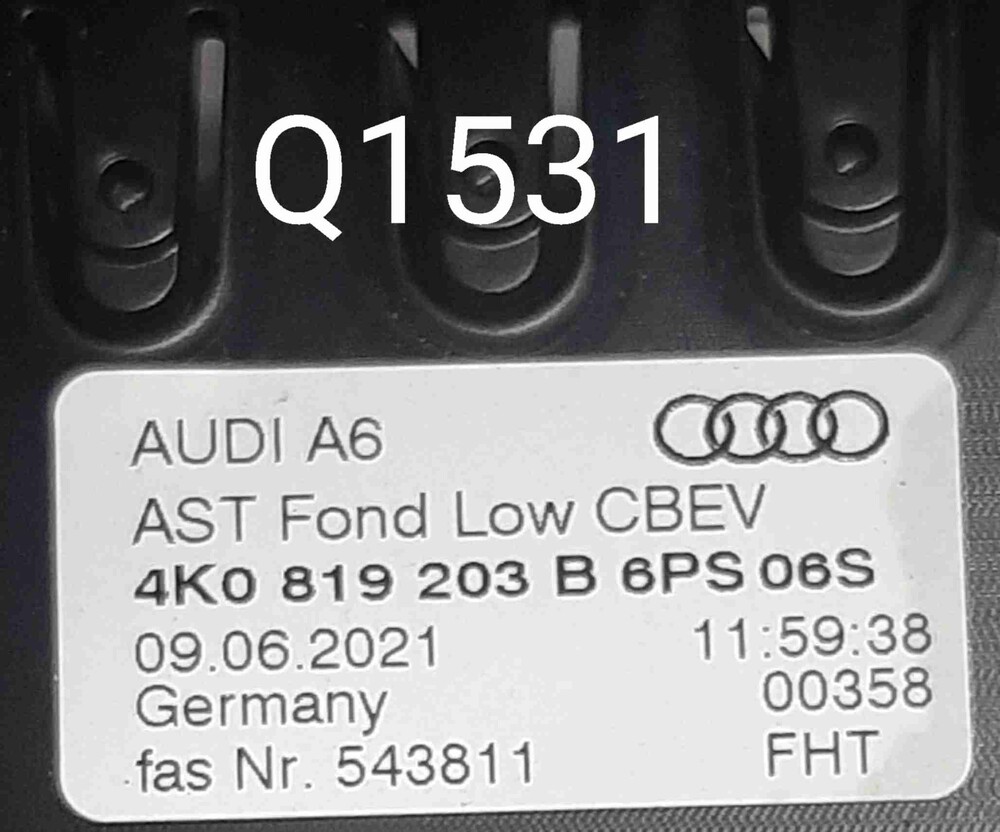 Q1531
AUDI A6
AST Fond Low CBEV
4K0 819 203 B 6PS 06S
09.06.2021 11:59:38
Germany 00358
fas Nr. 543811 FHT